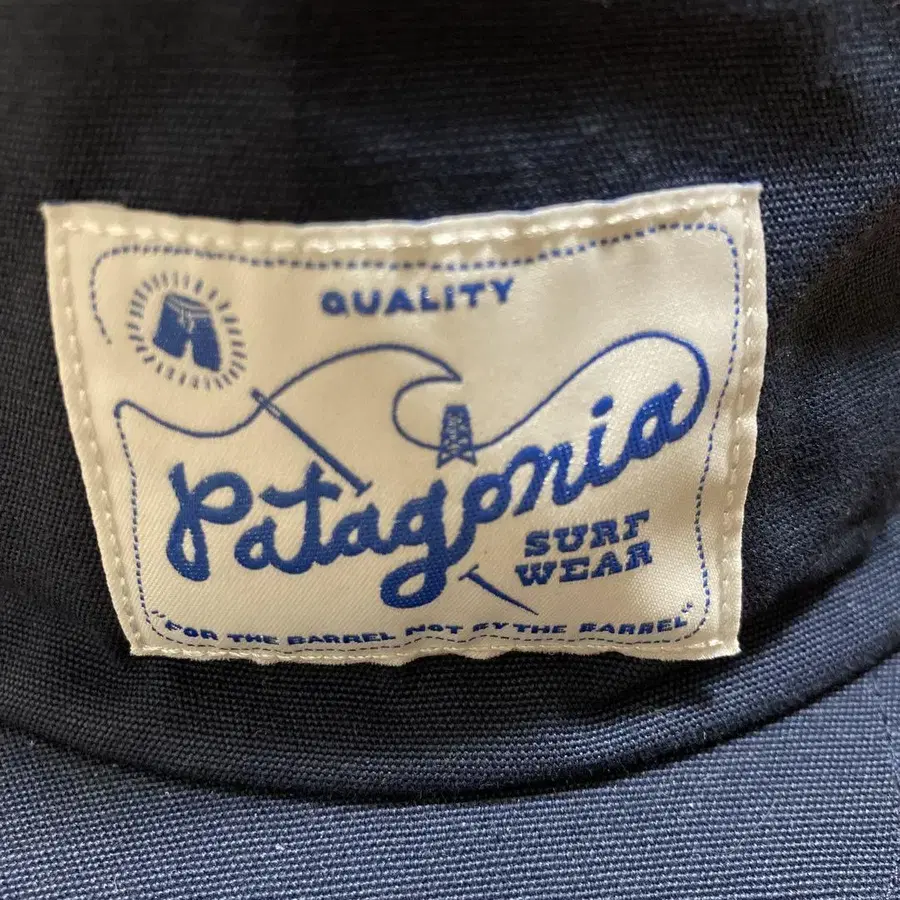 QUALITY
Patagonia
SURF
WEAR
"FOR THE BARREL NOT BY THE BARREL"